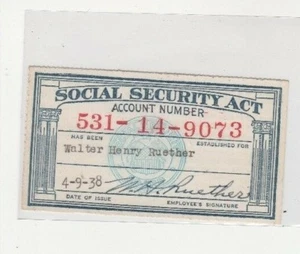 SOCIAL SECURITY ACT
ACCOUNT NUMBER
531-14-9073
HAS BEEN ESTABLISHED FOR
Walter Henry Ruether
4-9-38 W.H. Ruether
DATE OF ISSUE EMPLOYEE'S SIGNATURE